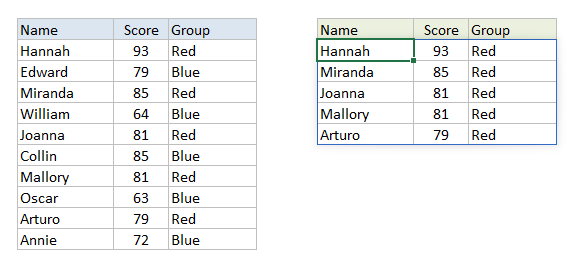 Name Score Group
Hannah 93 Red
Edward 79 Blue
Miranda 85 Red
William 64 Blue
Joanna 81 Red
Collin 85 Blue
Mallory 81 Red
Oscar 63 Blue
Arturo 79 Red
Annie 72 Blue
Name Score Group
Hannah 93 Red
Miranda 85 Red
Joanna 81 Red
Mallory 81 Red
Arturo 79 Red